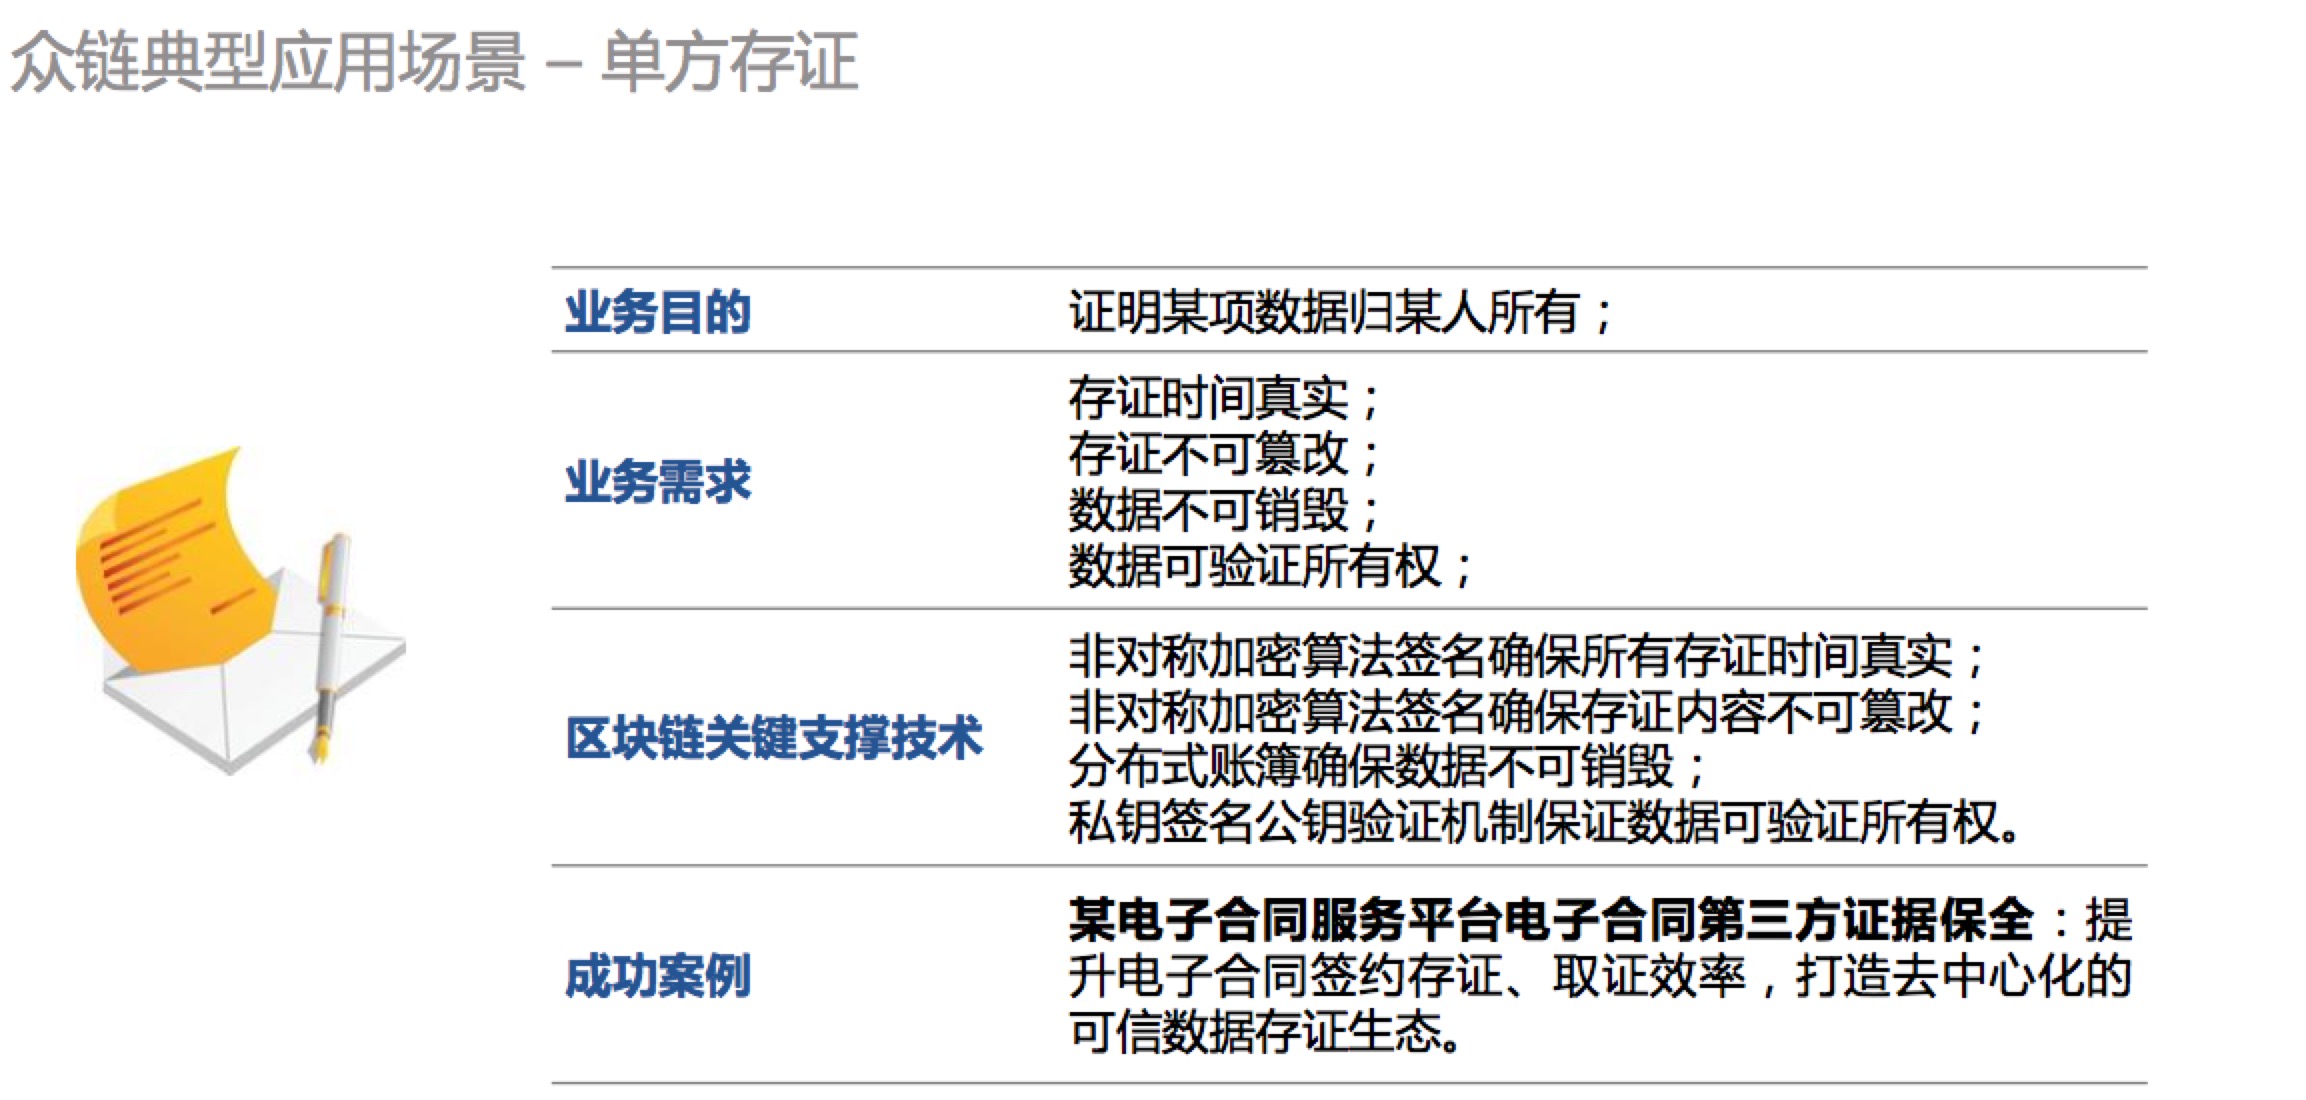 众链典型应用场景 – 单方存证
业务目的
证明某项数据归某人所有；
业务需求
存证时间真实；
存证不可篡改；
数据不可销毁；
数据可验证所有权；
区块链关键支撑技术
非对称加密算法签名确保所有存证时间真实；
非对称加密算法签名确保存证内容不可篡改；
分布式账簿确保数据不可销毁；
私钥签名公钥验证机制保证数据可验证所有权。
成功案例
某电子合同服务平台电子合同第三方证据保全：提
升电子合同签约存证、取证效率，打造去中心化的
可信数据存证生态。